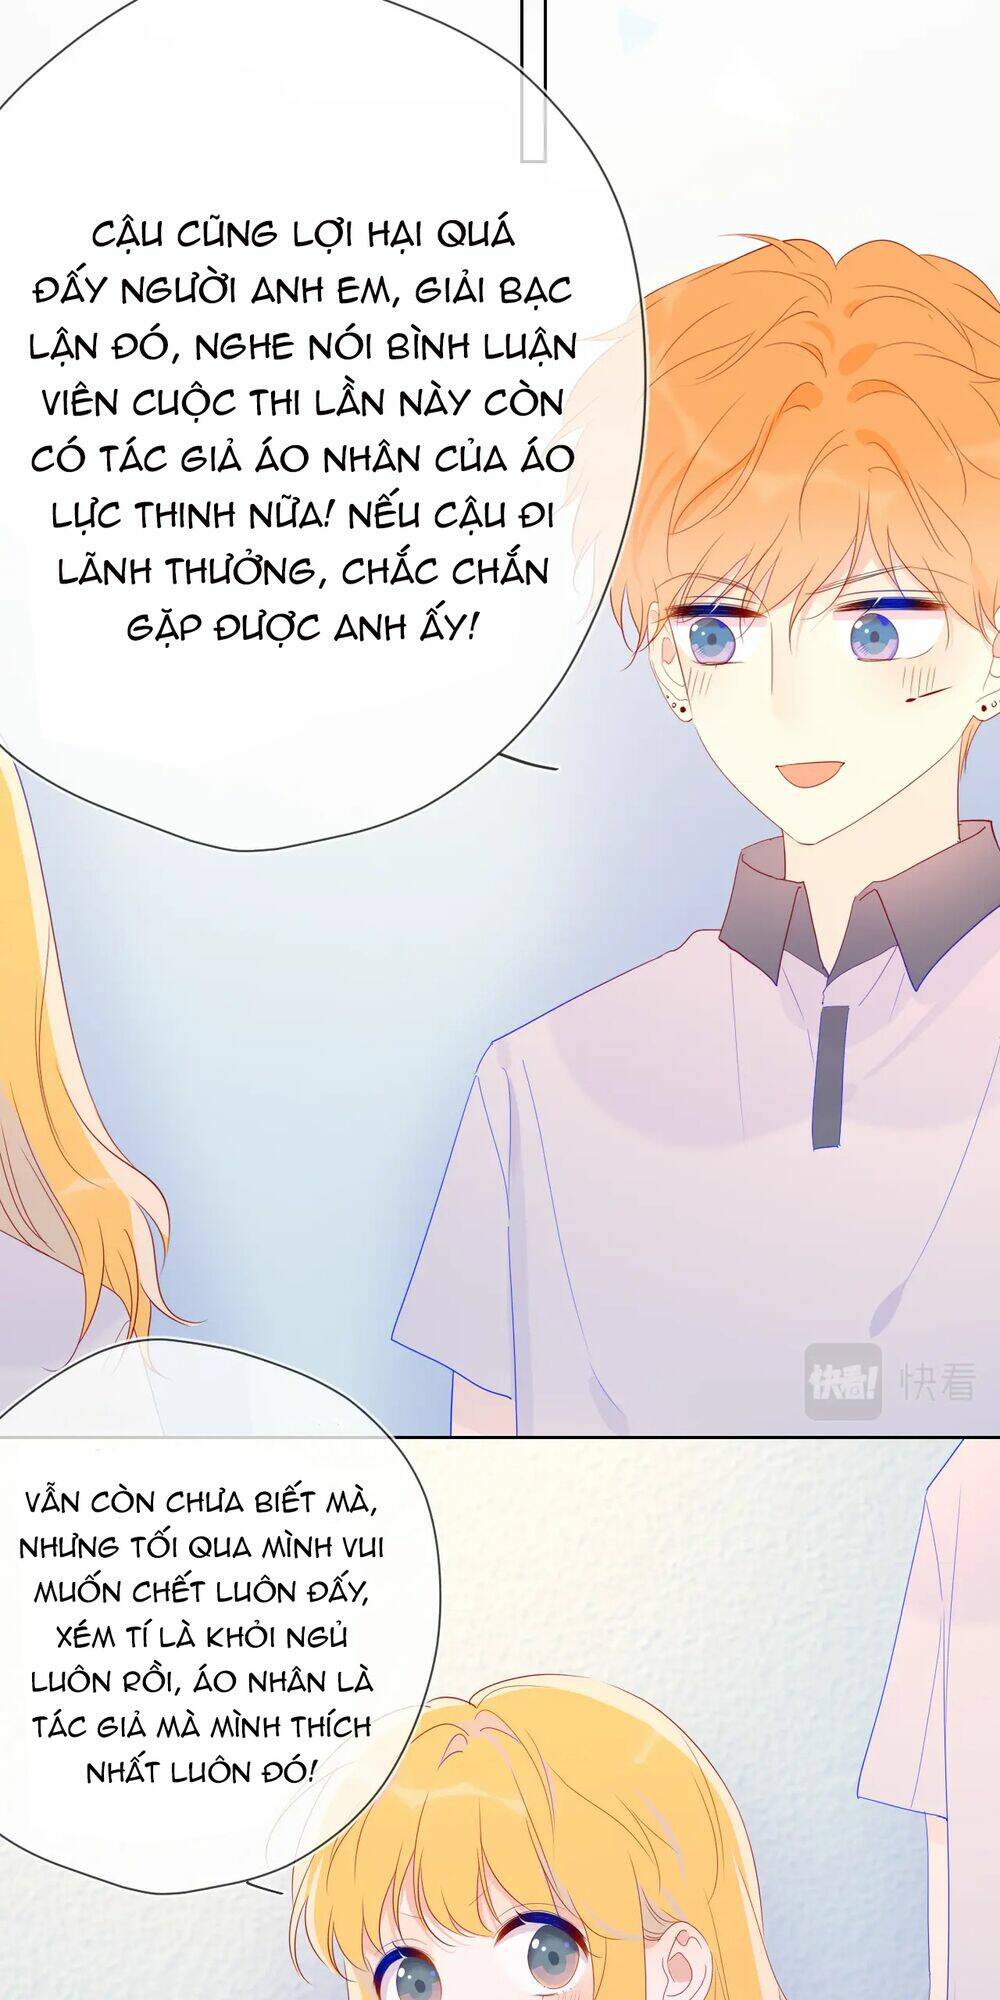 CẬU CŨNG LỢI HẠI QUÁ
ĐẤY NGƯỜI ANH EM, GIẢI BẠC
LẬN ĐÓ, NGHE NÓI BÌNH LUẬN
VIÊN CUỘC THI LẦN NÀY CÒN
CÓ TÁC GIẢ ÁO NHÂN CỦA ÁO
LỰC THINH NỮA! NẾU CẬU ĐI
LÃNH THƯỞNG, CHẮC CHẮN
GẶP ĐƯỢC ANH ẤY!
快看! 快看
VẪN CÒN CHƯA BIẾT MÀ,
NHƯNG TỐI QUA MÌNH VUI
MUỐN CHẾT LUÔN ĐẤY,
XÉM TÍ LÀ KHỎI NGỦ
LUÔN RỒI, ÁO NHÂN LÀ
TÁC GIẢ MÀ MÌNH THÍCH
NHẤT LUÔN ĐÓ!